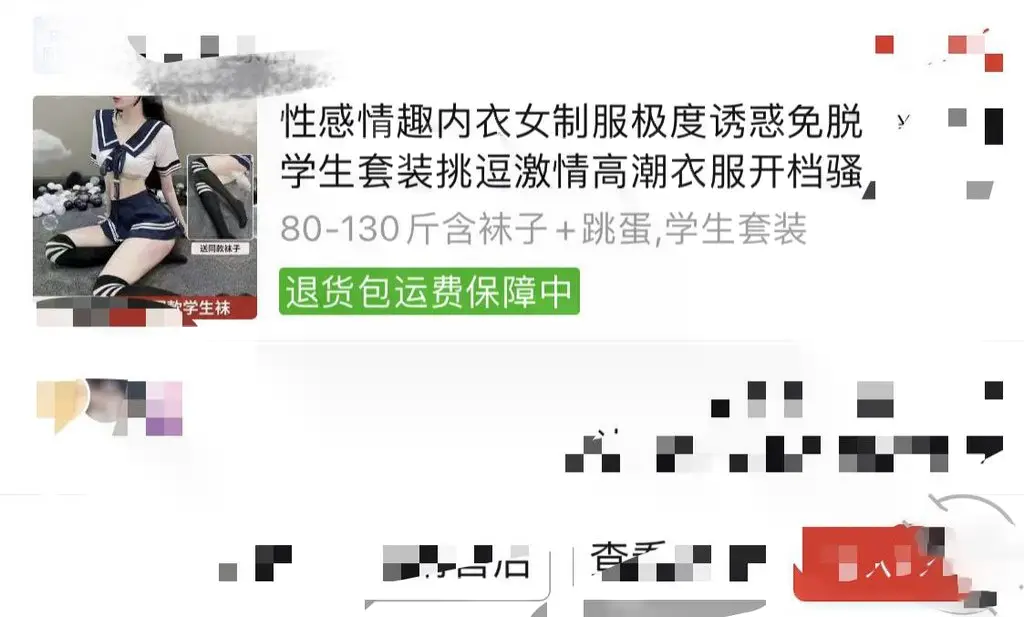 性感情趣内衣女制服极度诱惑免脱
学生套装挑逗激情高潮衣服开档骚
80-130斤含袜子+跳蛋,学生套装
送同款袜子
退货包运费保障中
款学生袜
售后
查看